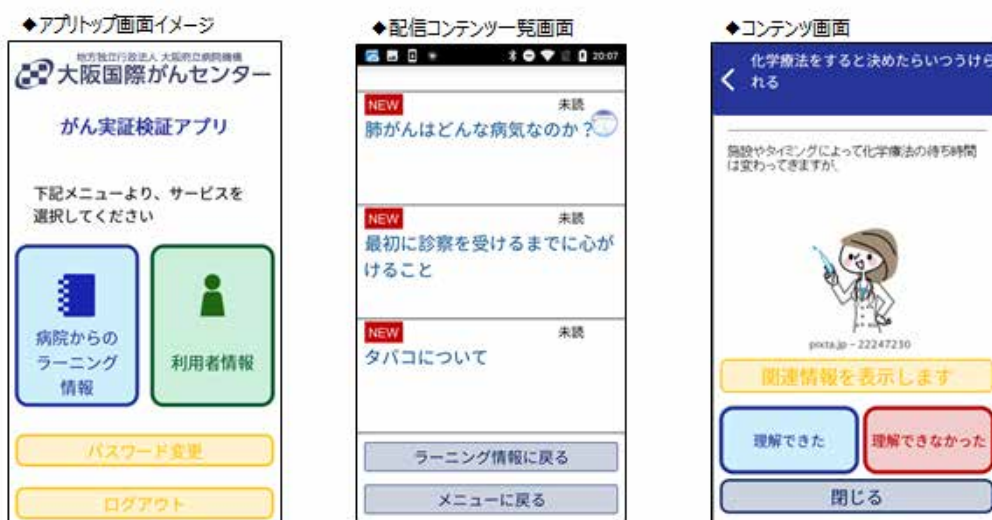 ◆アプリトップ画面イメージ
地方独立行政法人 大阪府立病院機構
大阪国際がんセンター
がん実証検証アプリ
下記メニューより、サービスを
選択してください
病院からの
ラーニング
情報
利用者情報
パスワード変更
ログアウト
◆配信コンテンツ一覧画面
20:07
NEW 未読
肺がんはどんな病気なのか?
NEW 未読
最初に診察を受けるまでに心が
けること
NEW 未読
タバコについて
ラーニング情報に戻る
メニューに戻る
◆コンテンツ画面
化学療法をすると決めたらいつうけら
れる
施設やタイミングによって化学療法の待ち時間
は変わってきますが、
pixta.jp - 22247230
関連情報を表示します
理解できた
理解できなかった
閉じる